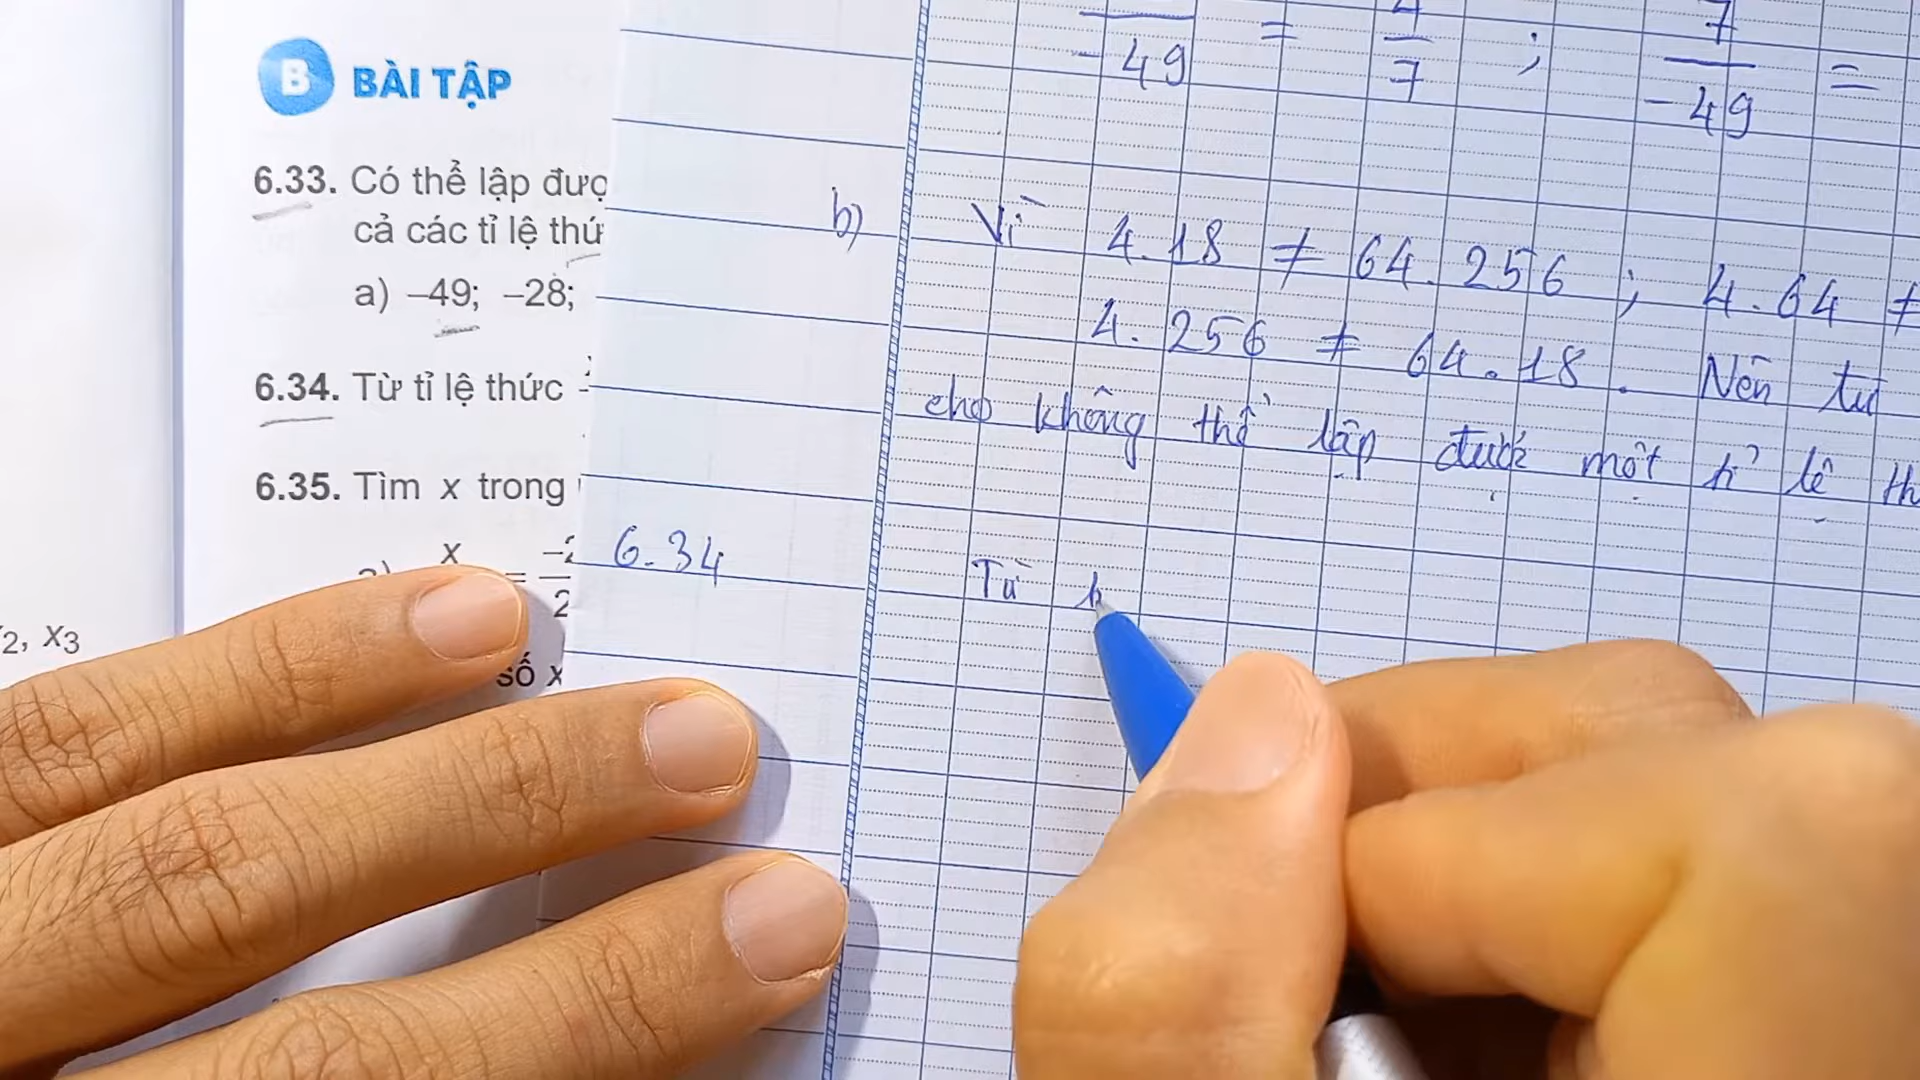 B BÀI TẬP
6.33. Có thể lập đượ
cả các tỉ lệ thứ
a) –49; –28;
6.34. Từ tỉ lệ thức
6.35. Tìm x trong
x = –2
2
số x
2, x3
-49 = 4/7 ; 7/-49 =
b) Vì 4.18 ≠ 64.256 ; 4.64 ≠
4.256 ≠ 64.18. Nên từ
cho không thể lập được một tỉ lệ th
6.34 Từ